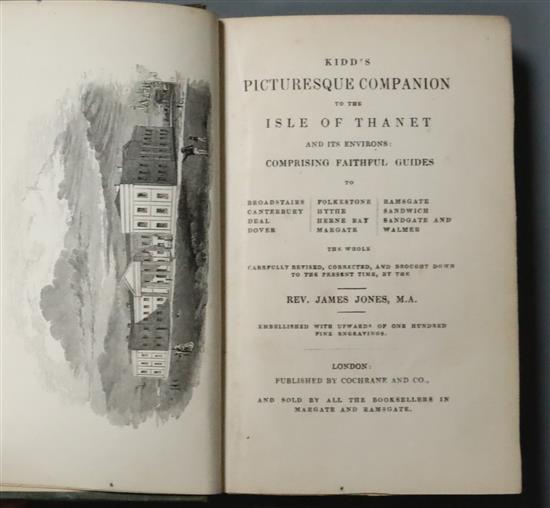 KIDD'S
PICTURESQUE COMPANION
TO THE
ISLE OF THANET
AND ITS ENVIRONS:
COMPRISING FAITHFUL GUIDES
TO
BROADSTAIRS
CANTERBURY
DEAL
DOVER
FOLKESTONE
HYTHE
HERNE BAY
MARGATE
RAMSGATE
SANDWICH
SANDGATE AND
WALMER
THE WHOLE
CAREFULLY REVISED, CORRECTED, AND BROUGHT DOWN
TO THE PRESENT TIME, BY THE
REV. JAMES JONES, M.A.
EMBELLISHED WITH UPWARDS OF ONE HUNDRED
FINE ENGRAVINGS.
LONDON:
PUBLISHED BY COCHRANE AND CO.,
AND SOLD BY ALL THE BOOKSELLERS IN
MARGATE AND RAMSGATE.